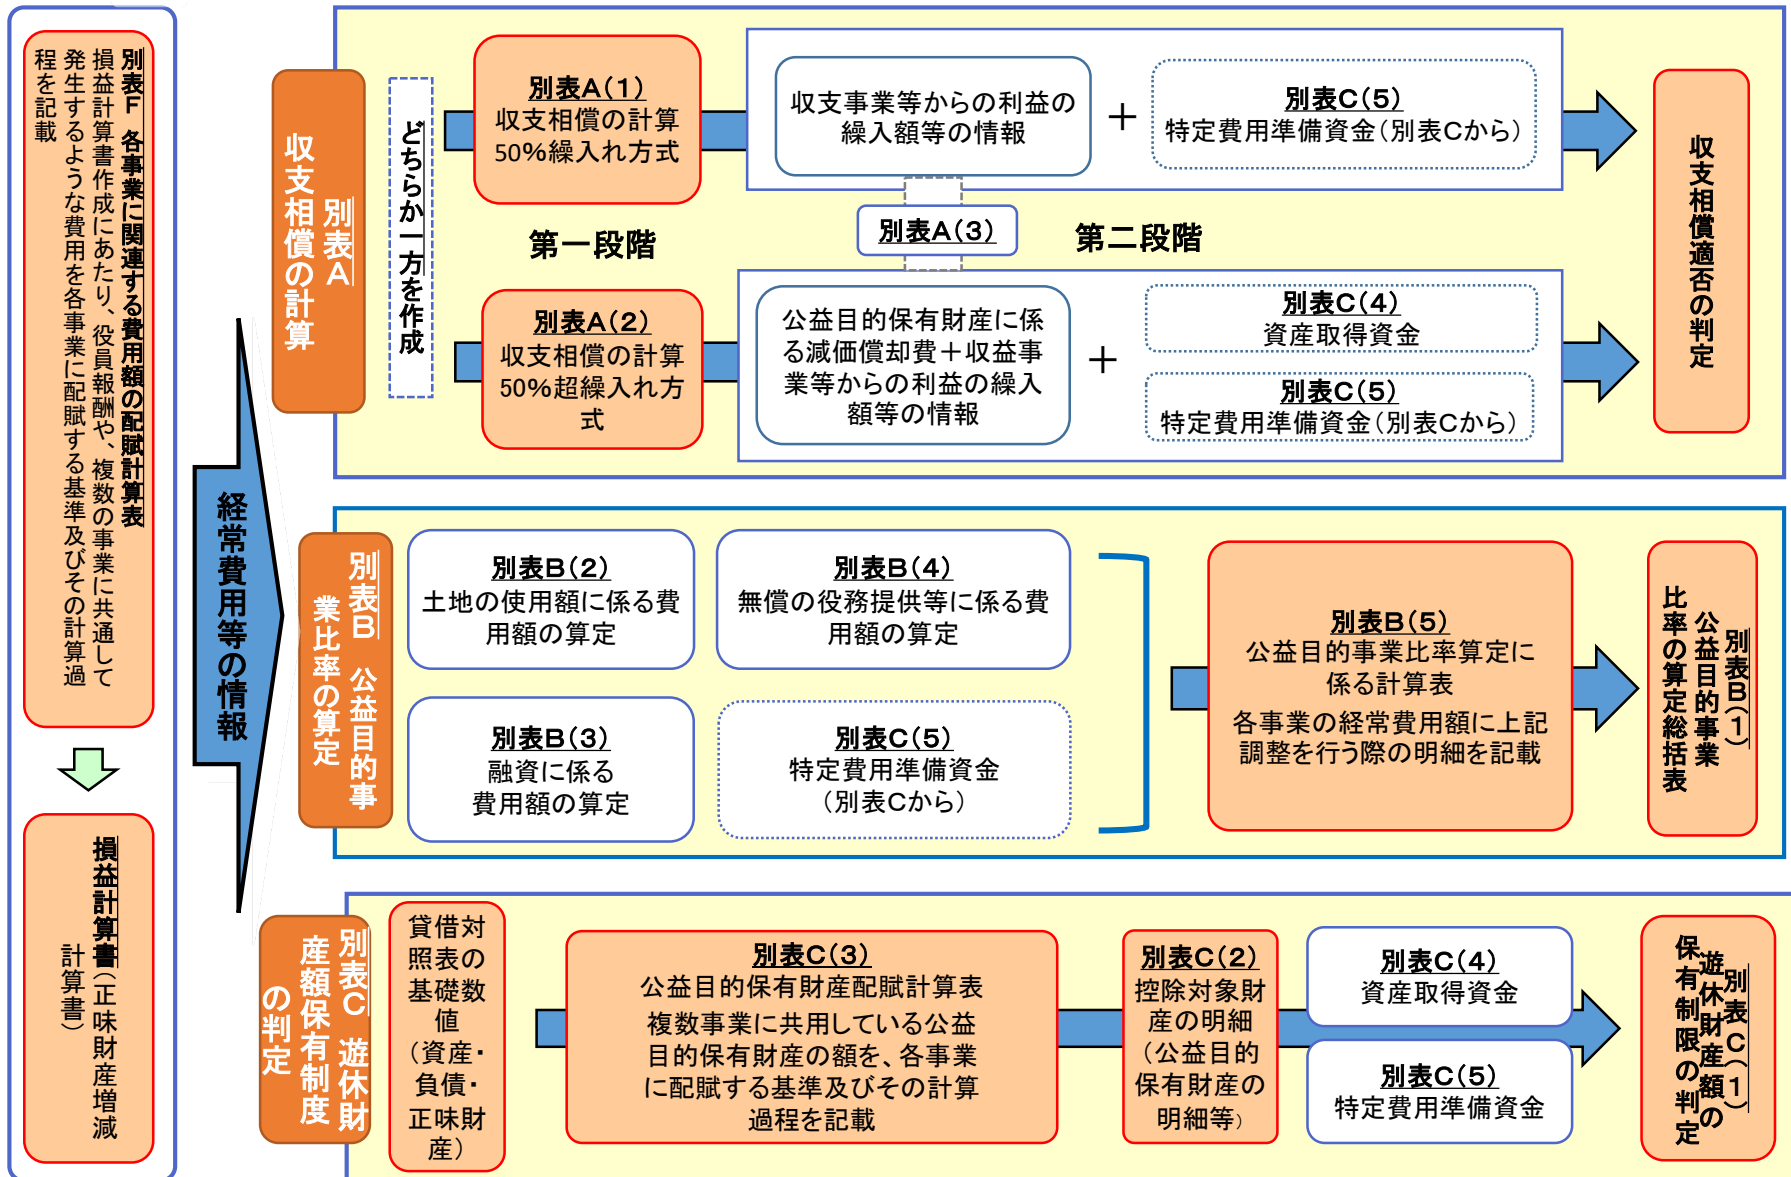 別表F 各事業に関連する費用額の配賦計算表
損益計算書作成にあたり、役員報酬や、複数の事業に共通して
発生するような費用を各事業に配賦する基準及びその計算過
程を記載
損益計算書(正味財産増減
計算書)
経常費用等の情報
別表A
収支相償の計算
どちらか一方を作成
別表A(1)
収支相償の計算
50%繰入れ方式
収支事業等からの利益の
繰入額等の情報
+
別表C(5)
特定費用準備資金(別表Cから)
第一段階
別表A(3)
第二段階
別表A(2)
収支相償の計算
50%超繰入れ方
式
公益目的保有財産に係
る減価償却費+収益事
業等からの利益の繰入
額等の情報
+
別表C(4)
資産取得資金
別表C(5)
特定費用準備資金(別表Cから)
収支相償適否の判定
別表B 公益目的事
業比率の算定
別表B(2)
土地の使用額に係る費
用額の算定
別表B(4)
無償の役務提供等に係る費
用額の算定
別表B(3)
融資に係る
費用額の算定
別表C(5)
特定費用準備資金
(別表Cから)
別表B(5)
公益目的事業比率算定に
係る計算表
各事業の経常費用額に上記
調整を行う際の明細を記載
別表B(1)
公益目的事業
比率の算定総括表
別表C 遊休財
産額保有制度
の判定
貸借対
照表の
基礎数
値
(資産・
負債・
正味財
産)
別表C(3)
公益目的保有財産配賦計算表
複数事業に共用している公益
目的保有財産の額を、各事業
に配賦する基準及びその計算
過程を記載
別表C(2)
控除対象財
産の明細
(公益目的
保有財産の
明細等)
別表C(4)
資産取得資金
別表C(5)
特定費用準備資金
別表C(1)
遊休財産額の
保有制限の判定